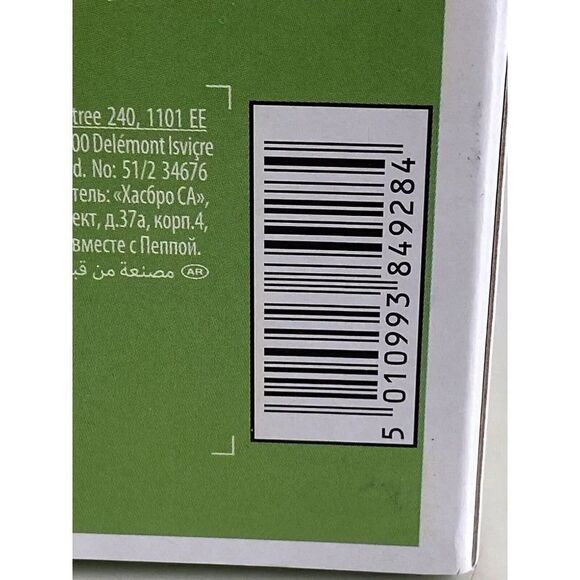 tree 240, 1101 EE
00 Delémont Isviçre
d. No: 51/2 34676
тель: «Хасбро СА»,
ект, д.37а, корп.4,
вместе с Пеппой.
AR مصنعة من قبل
5 010993 849284